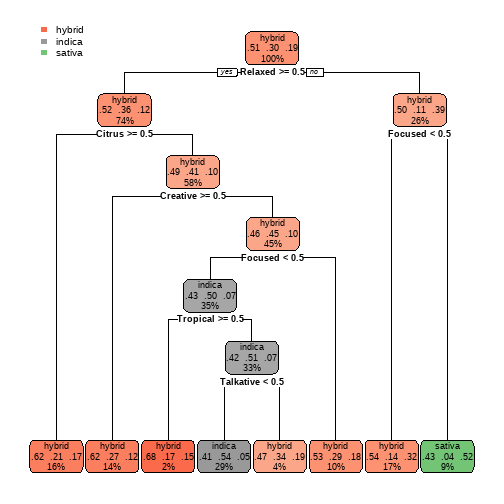 hybrid
indica
sativa
hybrid
.51 .30 .19
100%
yes Relaxed >= 0.5 no
hybrid
.52 .36 .12
74%
hybrid
.50 .11 .39
26%
Citrus >= 0.5
Focused < 0.5
hybrid
.49 .41 .10
58%
Creative >= 0.5
hybrid
.46 .45 .10
45%
Focused < 0.5
indica
.43 .50 .07
35%
Tropical >= 0.5
indica
.42 .51 .07
33%
Talkative < 0.5
hybrid
.62 .21 .17
16%
hybrid
.62 .27 .12
14%
hybrid
.68 .17 .15
2%
indica
.41 .54 .05
29%
hybrid
.47 .34 .19
4%
hybrid
.53 .29 .18
10%
hybrid
.54 .14 .32
17%
sativa
.43 .04 .52
9%